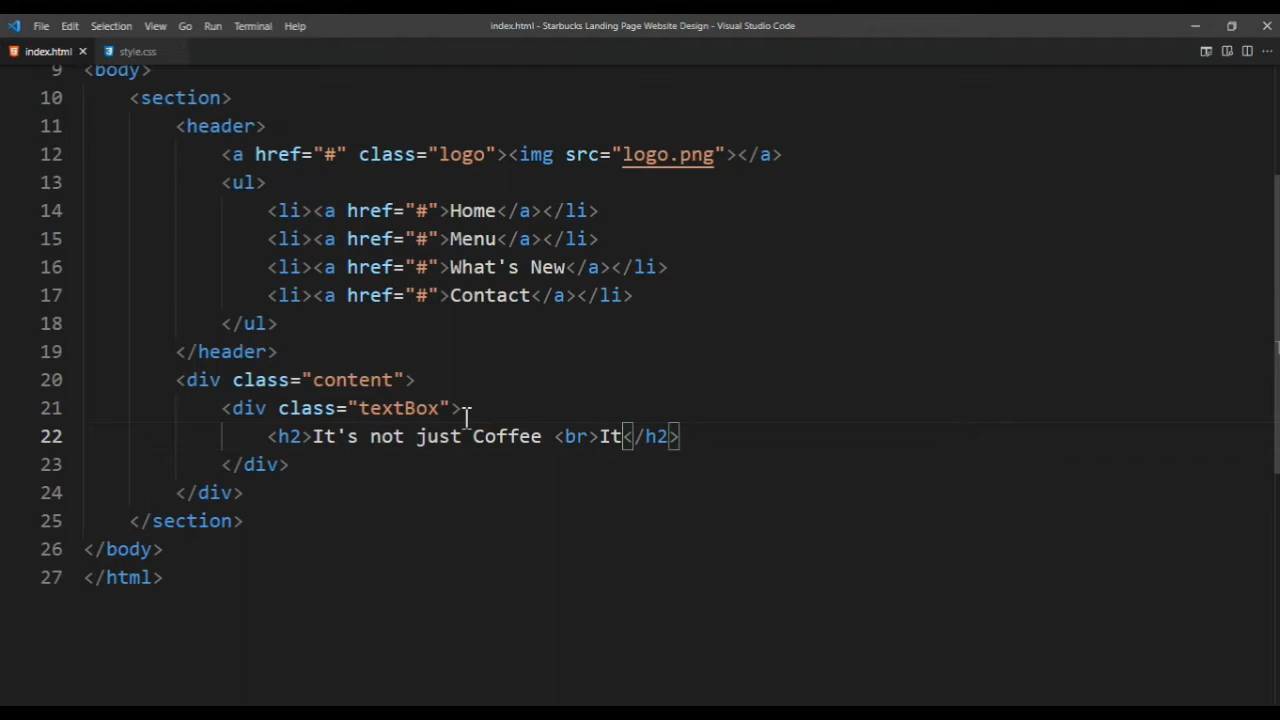 File Edit Selection View Go Run Terminal Help index.html - Starbucks Landing Page Website Design - Visual Studio Code
index.html style.css
9 <body>
10 <section>
11 <header>
12 <a href="#" class="logo"><img src="logo.png"></a>
13 <ul>
14 <li><a href="#">Home</a></li>
15 <li><a href="#">Menu</a></li>
16 <li><a href="#">What's New</a></li>
17 <li><a href="#">Contact</a></li>
18 </ul>
19 </header>
20 <div class="content">
21 <div class="textBox">
22 <h2>It's not just Coffee <br>It</h2>
23 </div>
24 </div>
25 </section>
26 </body>
27 </html>